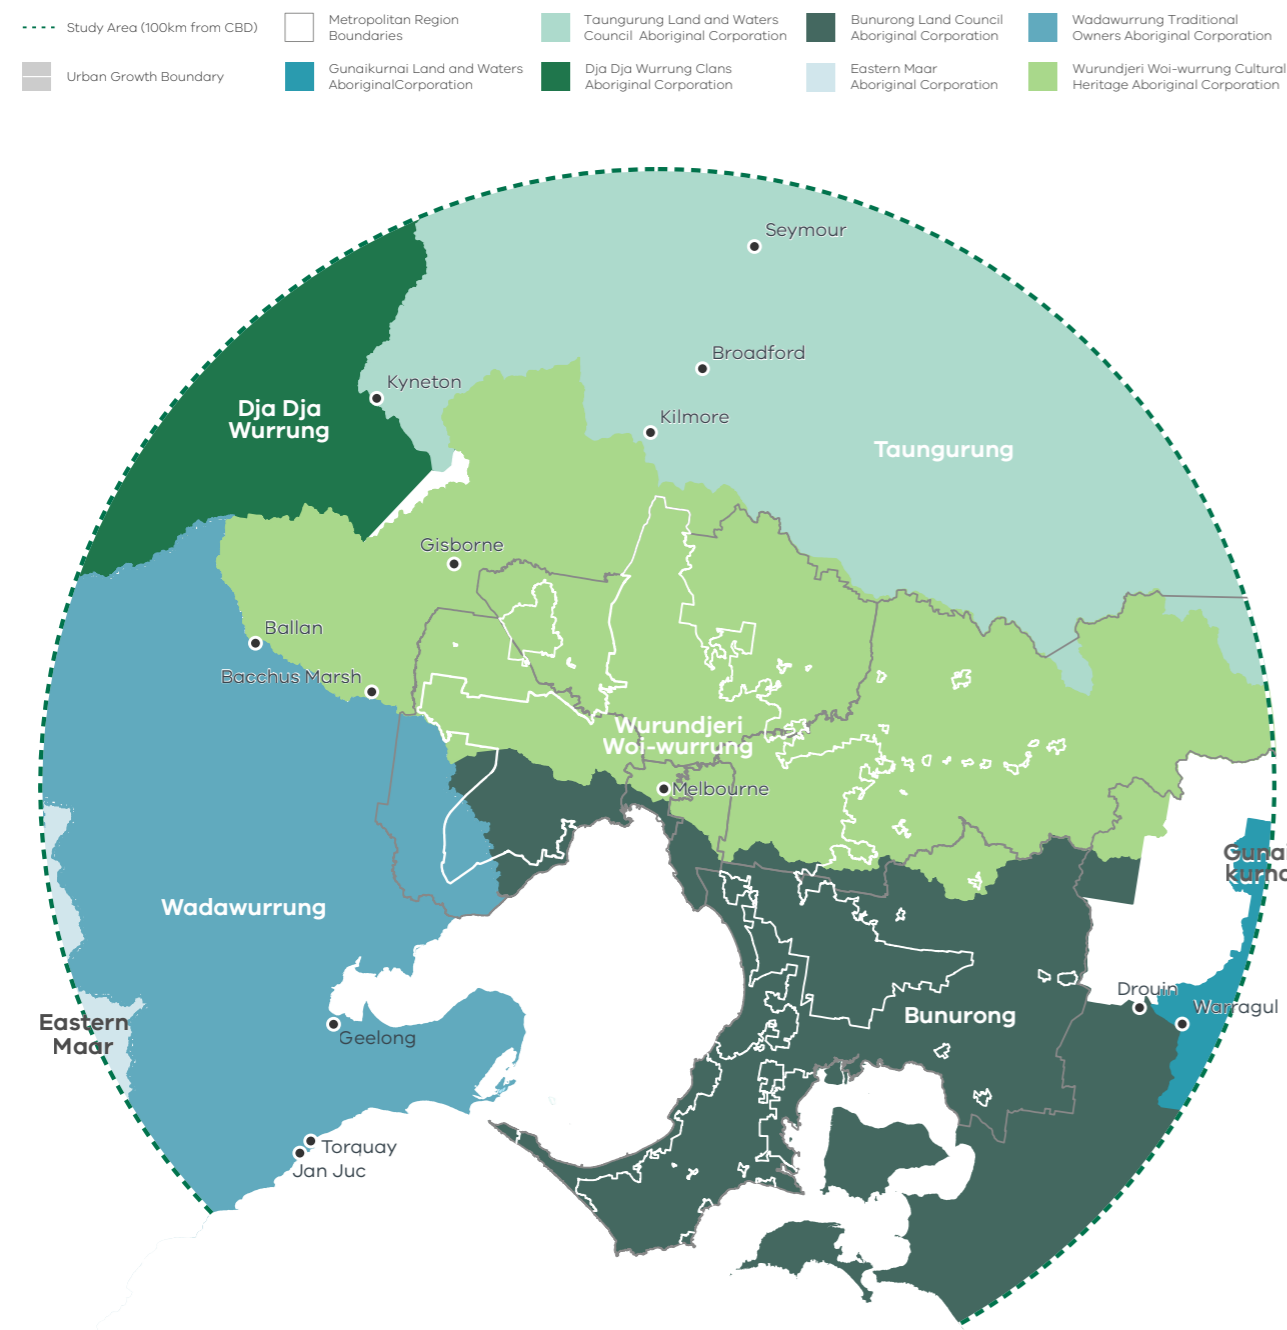 Study Area (100km from CBD)
Urban Growth Boundary
Metropolitan Region
Boundaries
Gunaikurnai Land and Waters
AboriginalCorporation
Taungurung Land and Waters
Council Aboriginal Corporation
Dja Dja Wurrung Clans
Aboriginal Corporation
Bunurong Land Council
Aboriginal Corporation
Eastern Maar
Aboriginal Corporation
Wadawurrung Traditional
Owners Aboriginal Corporation
Wurundjeri Woi-wurrung Cultural
Heritage Aboriginal Corporation
Seymour
Broadford
Kyneton
Dja Dja
Wurrung
Kilmore
Taungurung
Gisborne
Ballan
Bacchus Marsh
Wurundjeri
Woi-wurrung
Melbourne
Gunai
kurna
Wadawurrung
Drouin
Warragul
Bunurong
Eastern
Maar
Geelong
Torquay
Jan Juc